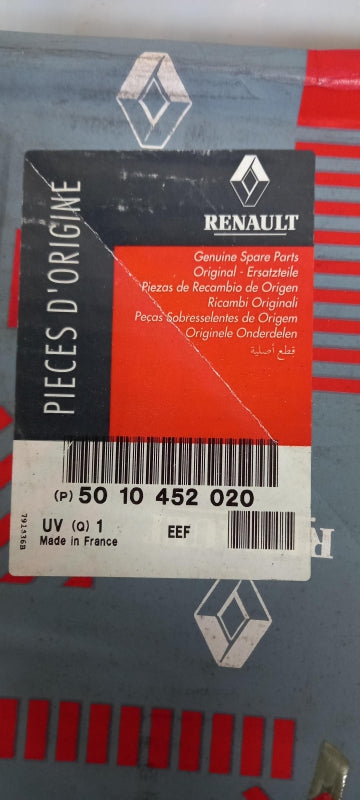 PIECES D'ORIGINE
RENAULT
Genuine Spare Parts
Original - Ersatzteile
Piezas de Recambio de Origen
Ricambi Originali
Peças Sobresselentes de Origem
Originele Onderdelen
قطع أصلية
(P) 50 10 452 020
UV (Q) 1
EEF
Made in France
791336B